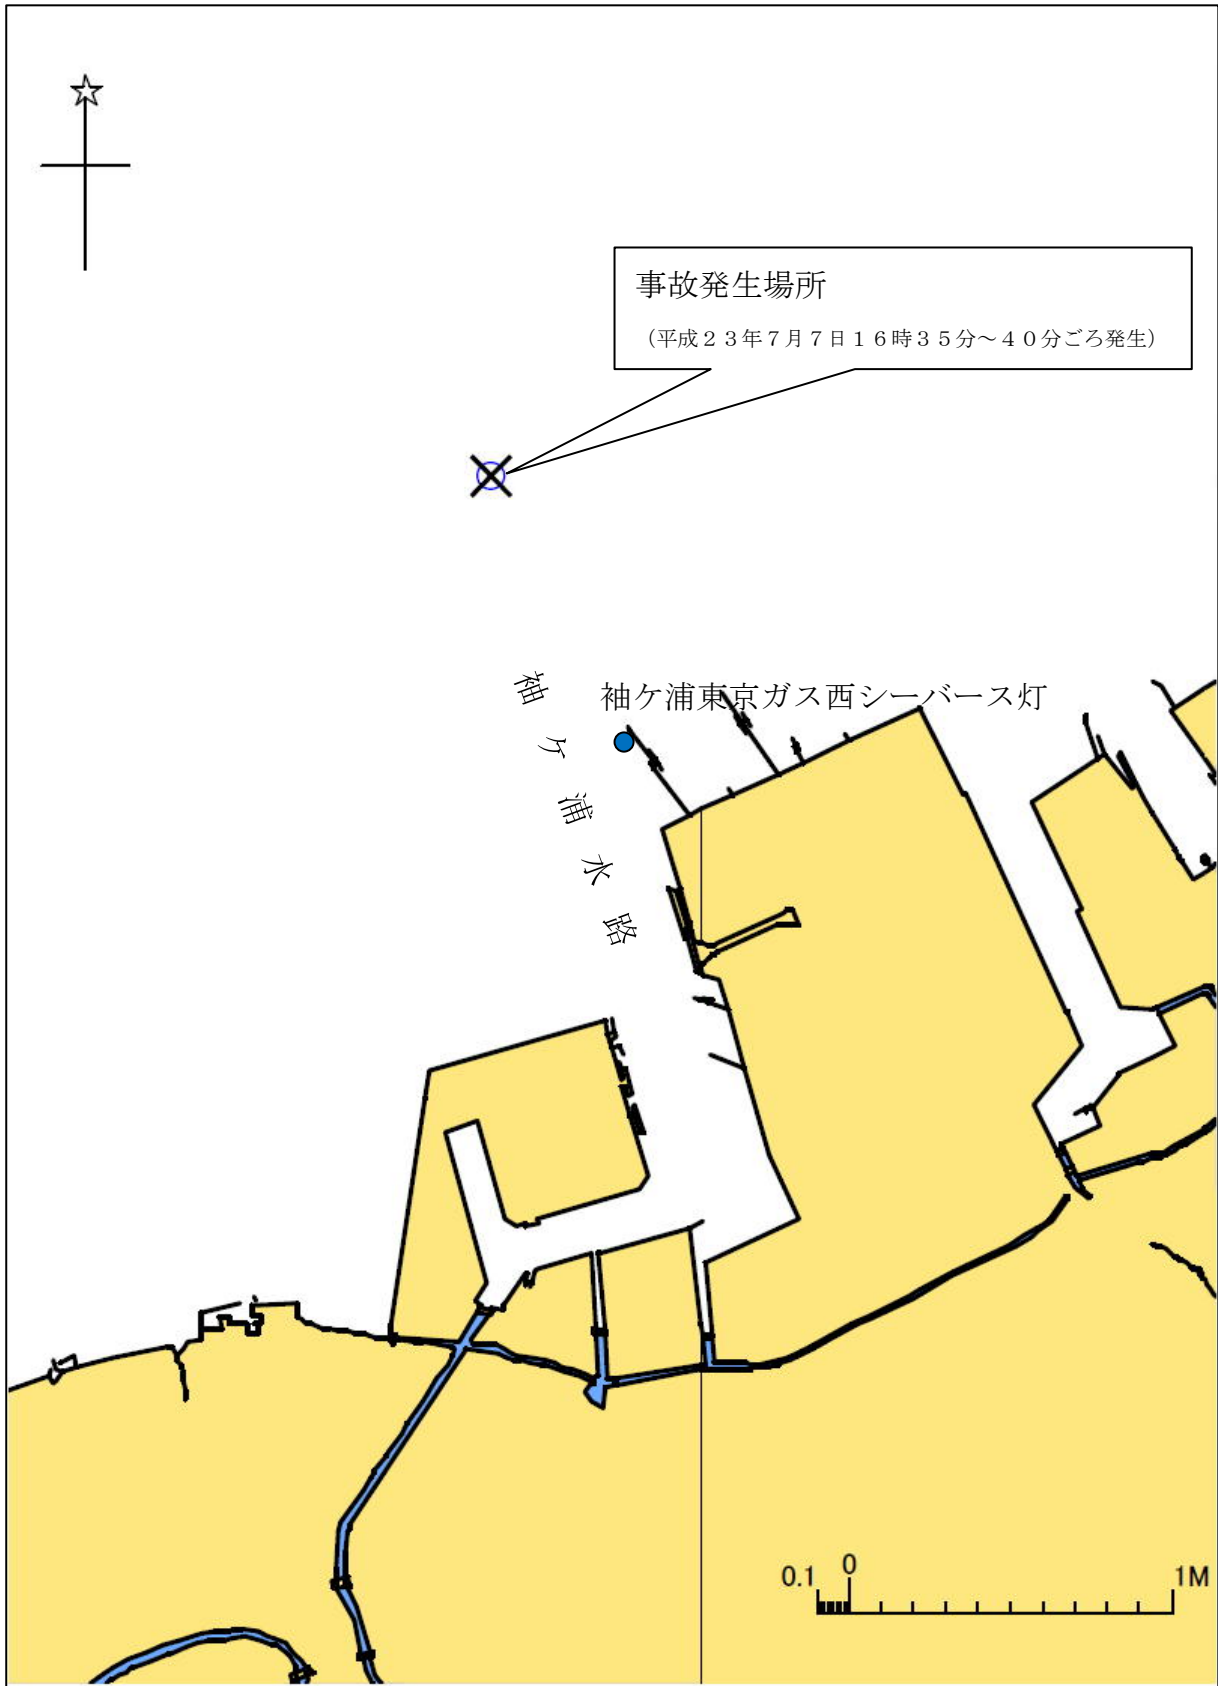 事故発生場所
（平成２３年７月７日１６時３５分～４０分ごろ発生）
袖ケ浦東京ガス西シーバース灯
袖ケ浦水路
0.1 0 1M